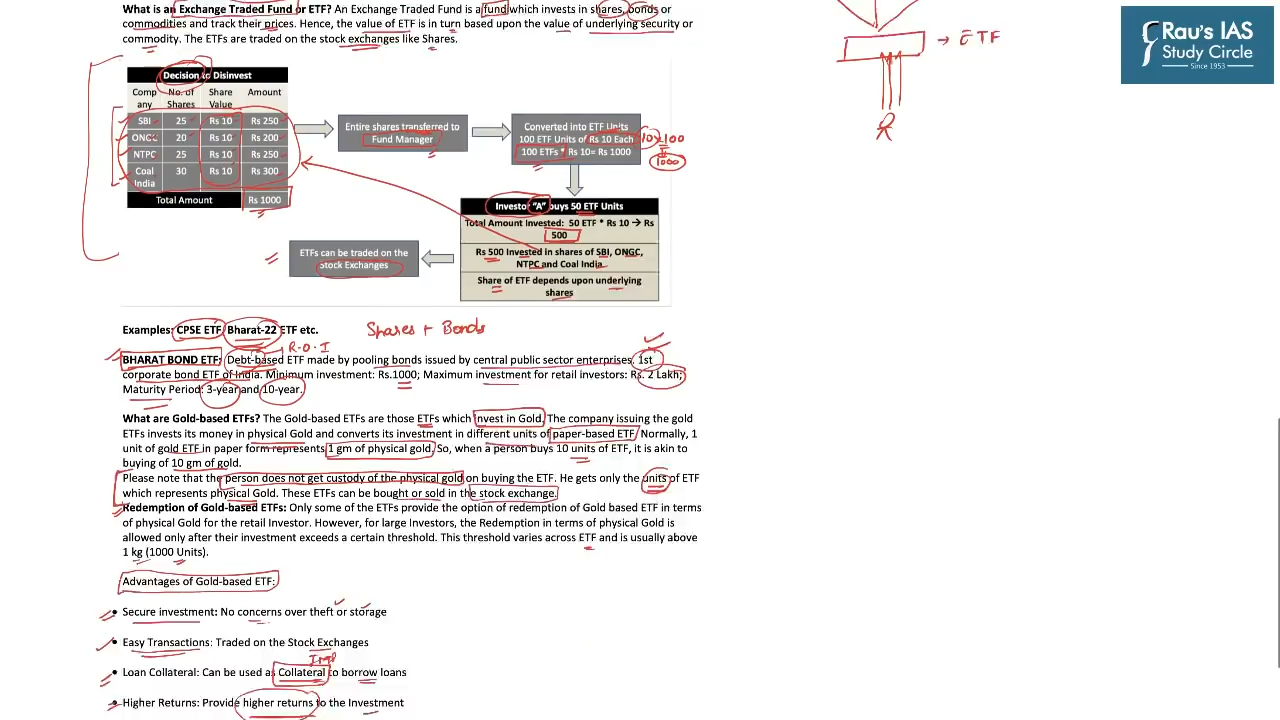 What is an Exchange Traded Fund or ETF? An Exchange Traded Fund is a fund which invests in shares, bonds or
commodities and track their prices. Hence, the value of ETF is in turn based upon the value of underlying security or
commodity. The ETFs are traded on the stock exchanges like Shares.
Decision to Disinvest
Comp any No. of Shares Share Value Amount
SBI 25 Rs 10 Rs 250
ONGC 20 Rs 10 Rs 200
NTPC 25 Rs 10 Rs 250
Coal India 30 Rs 10 Rs 300
Total Amount Rs 1000
Entire shares transferred to
Fund Manager
Converted into ETF Units
100 ETF Units of Rs 10 Each
100 ETFs * Rs 10= Rs 1000
10×100
1000
Investor "A" buys 50 ETF Units
Total Amount Invested: 50 ETF * Rs 10 → Rs
500
Rs 500 Invested in shares of SBI, ONGC,
NTPC and Coal India
Share of ETF depends upon underlying
shares
ETFs can be traded on the
Stock Exchanges
Examples: CPSE ETF Bharat-22 ETF etc.
Shares + Bonds
R.O.I
BHARAT BOND ETF: Debt-based ETF made by pooling bonds issued by central public sector enterprises. 1st
corporate bond ETF of India. Minimum investment: Rs.1000; Maximum investment for retail investors: Rs. 2 Lakh;
Maturity Period: 3-year and 10-year.
What are Gold-based ETFs? The Gold-based ETFs are those ETFs which invest in Gold. The company issuing the gold
ETFs invests its money in physical Gold and converts its investment in different units of paper-based ETF. Normally, 1
unit of gold ETF in paper form represents 1 gm of physical gold. So, when a person buys 10 units of ETF, it is akin to
buying of 10 gm of gold.
Please note that the person does not get custody of the physical gold on buying the ETF. He gets only the units of ETF
which represents physical Gold. These ETFs can be bought or sold in the stock exchange.
Redemption of Gold-based ETFs: Only some of the ETFs provide the option of redemption of Gold based ETF in terms
of physical Gold for the retail Investor. However, for large Investors, the Redemption in terms of physical Gold is
allowed only after their investment exceeds a certain threshold. This threshold varies across ETF and is usually above
1 kg (1000 Units).
Advantages of Gold-based ETF:
• Secure investment: No concerns over theft or storage
• Easy Transactions: Traded on the Stock Exchanges
• Loan Collateral: Can be used as Collateral to borrow loans
• Higher Returns: Provide higher returns to the Investment
→ ETF
R
Rau's IAS
Study Circle
Since 1953